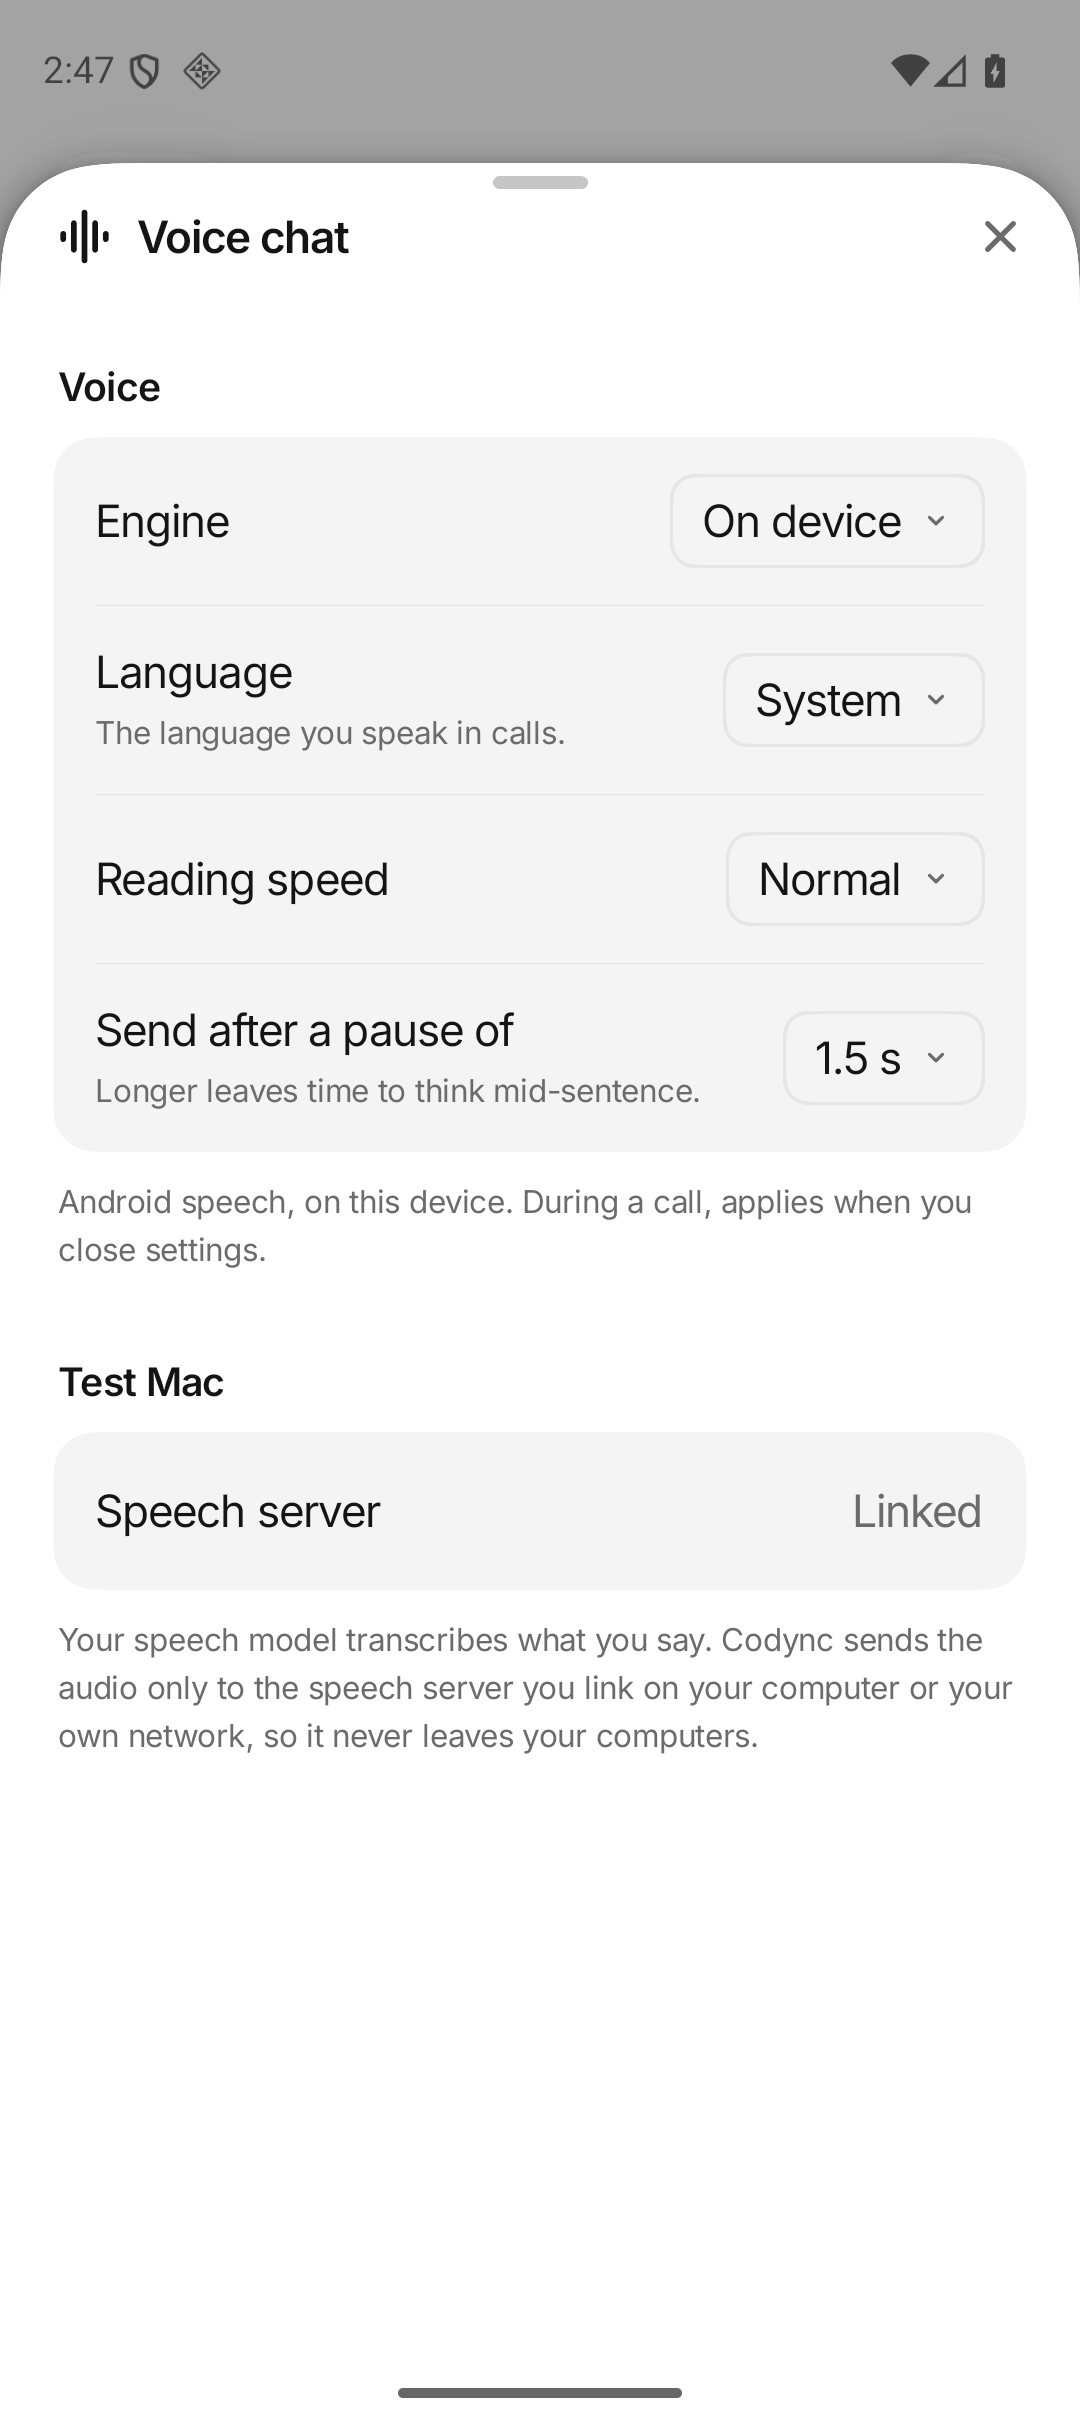 2:47
Voice chat
Voice
Engine
On device
Language
The language you speak in calls.
System
Reading speed
Normal
Send after a pause of
Longer leaves time to think mid-sentence.
1.5 s
Android speech, on this device. During a call, applies when you
close settings.
Test Mac
Speech server
Linked
Your speech model transcribes what you say. Codync sends the
audio only to the speech server you link on your computer or your
own network, so it never leaves your computers.